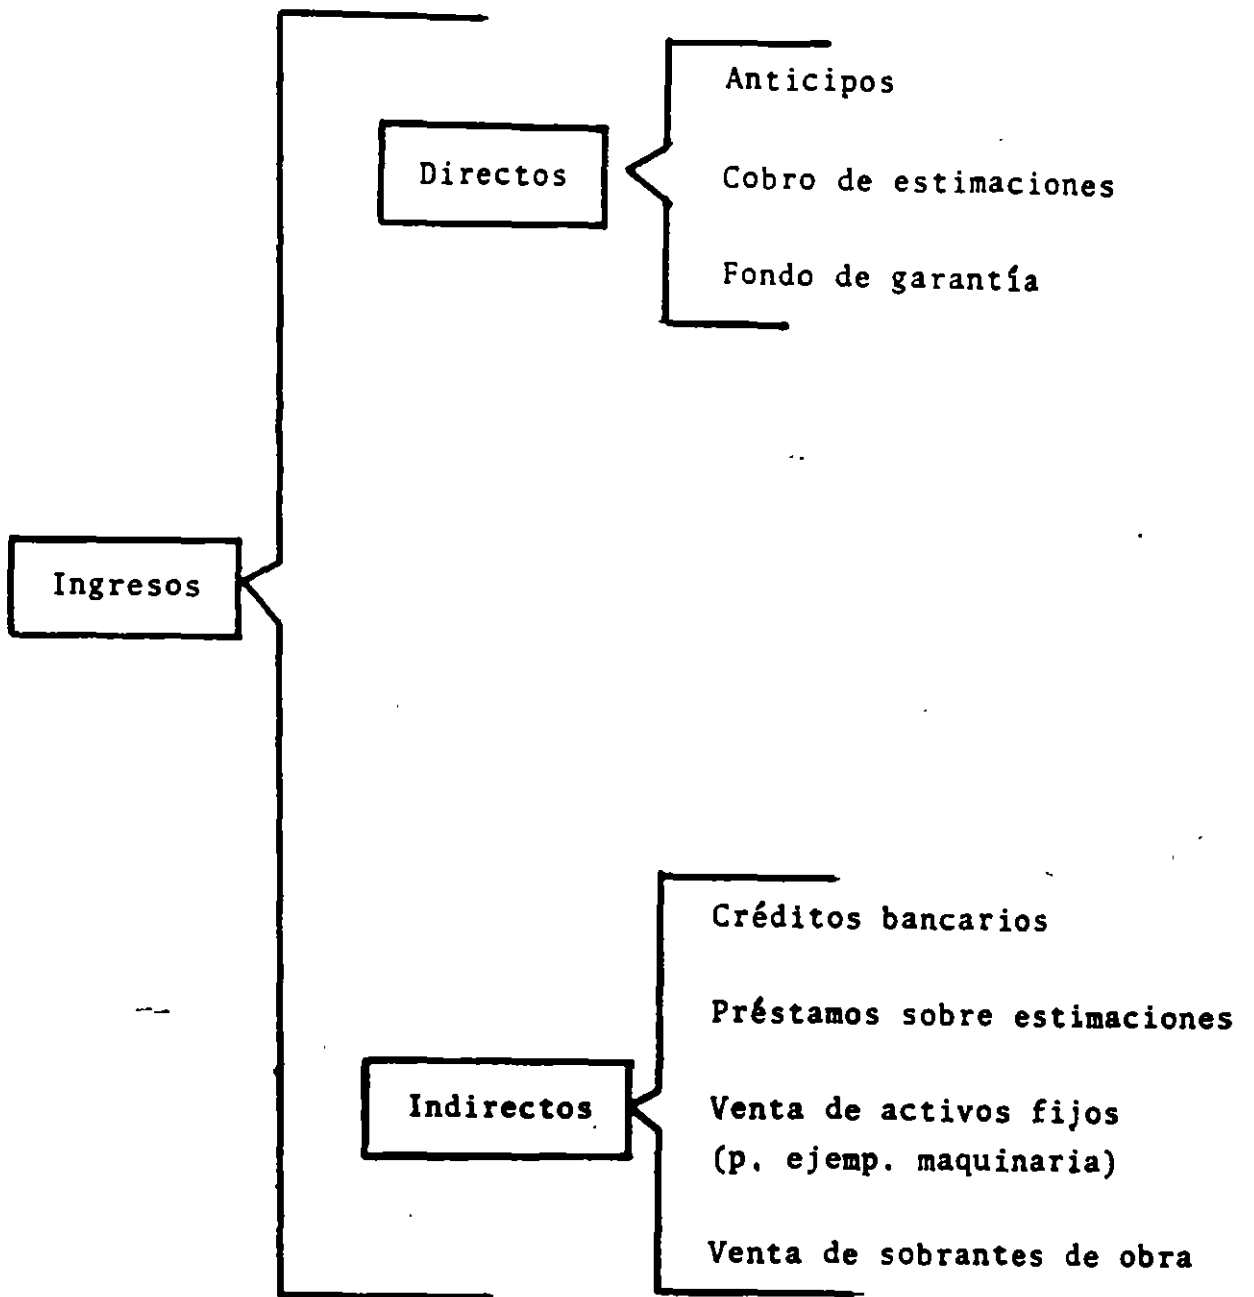 Ingresos
Directos
Anticipos
Cobro de estimaciones
Fondo de garantía
Indirectos
Créditos bancarios
Préstamos sobre estimaciones
Venta de activos fijos
(p. ejemp. maquinaria)
Venta de sobrantes de obra